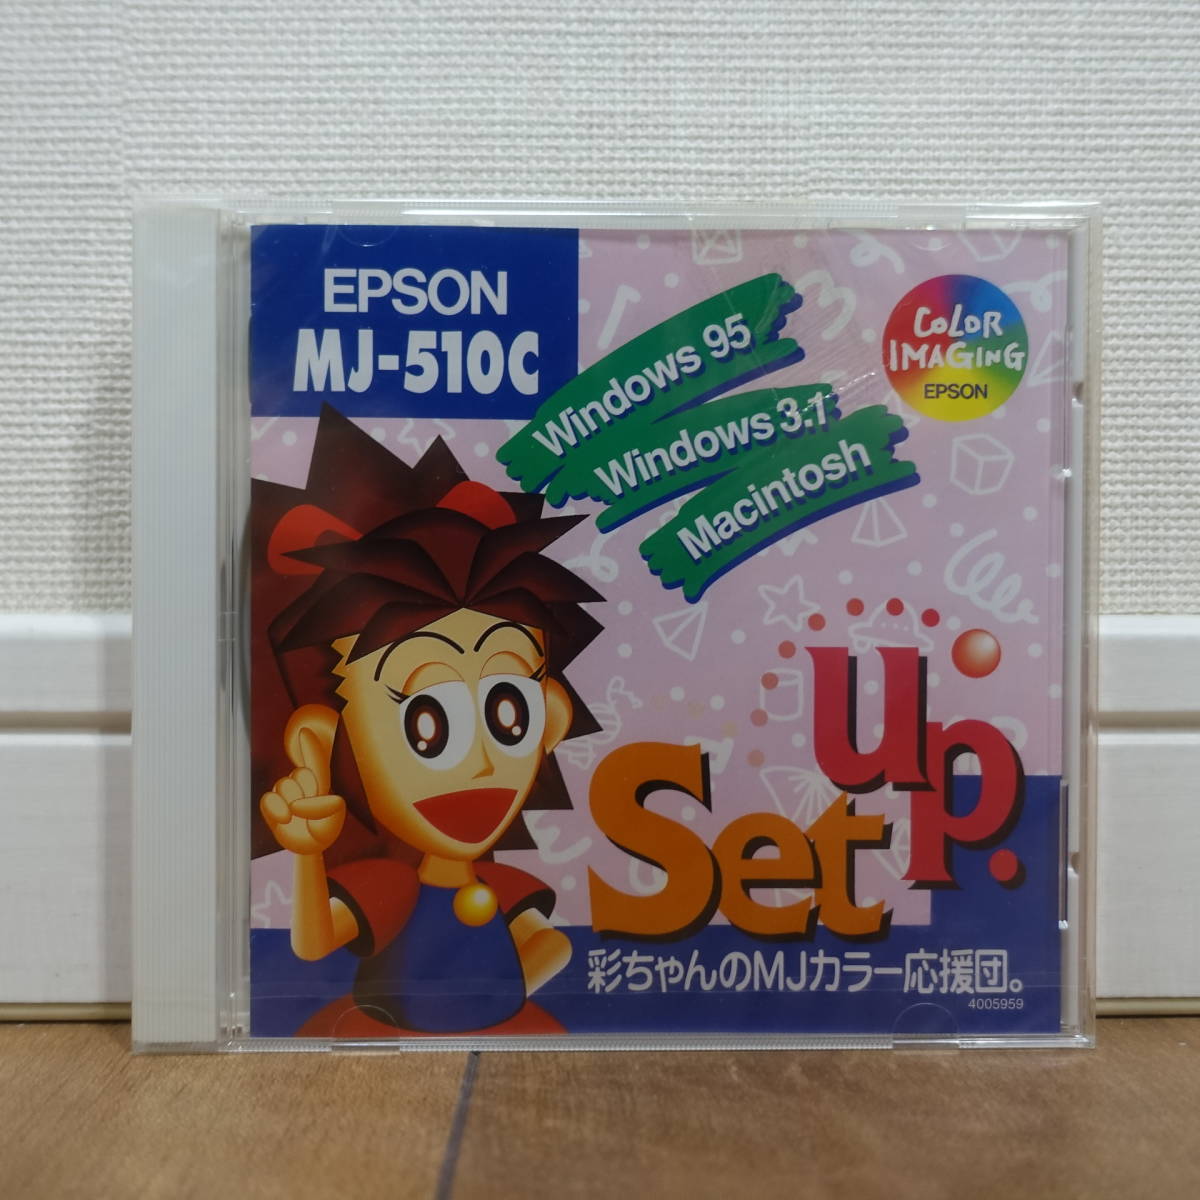 EPSON
MJ-510C
Windows 95
Windows 3.1
Macintosh
COLOR
IMAGING
EPSON
Set up.
彩ちゃんのMJカラー応援団。
4005959